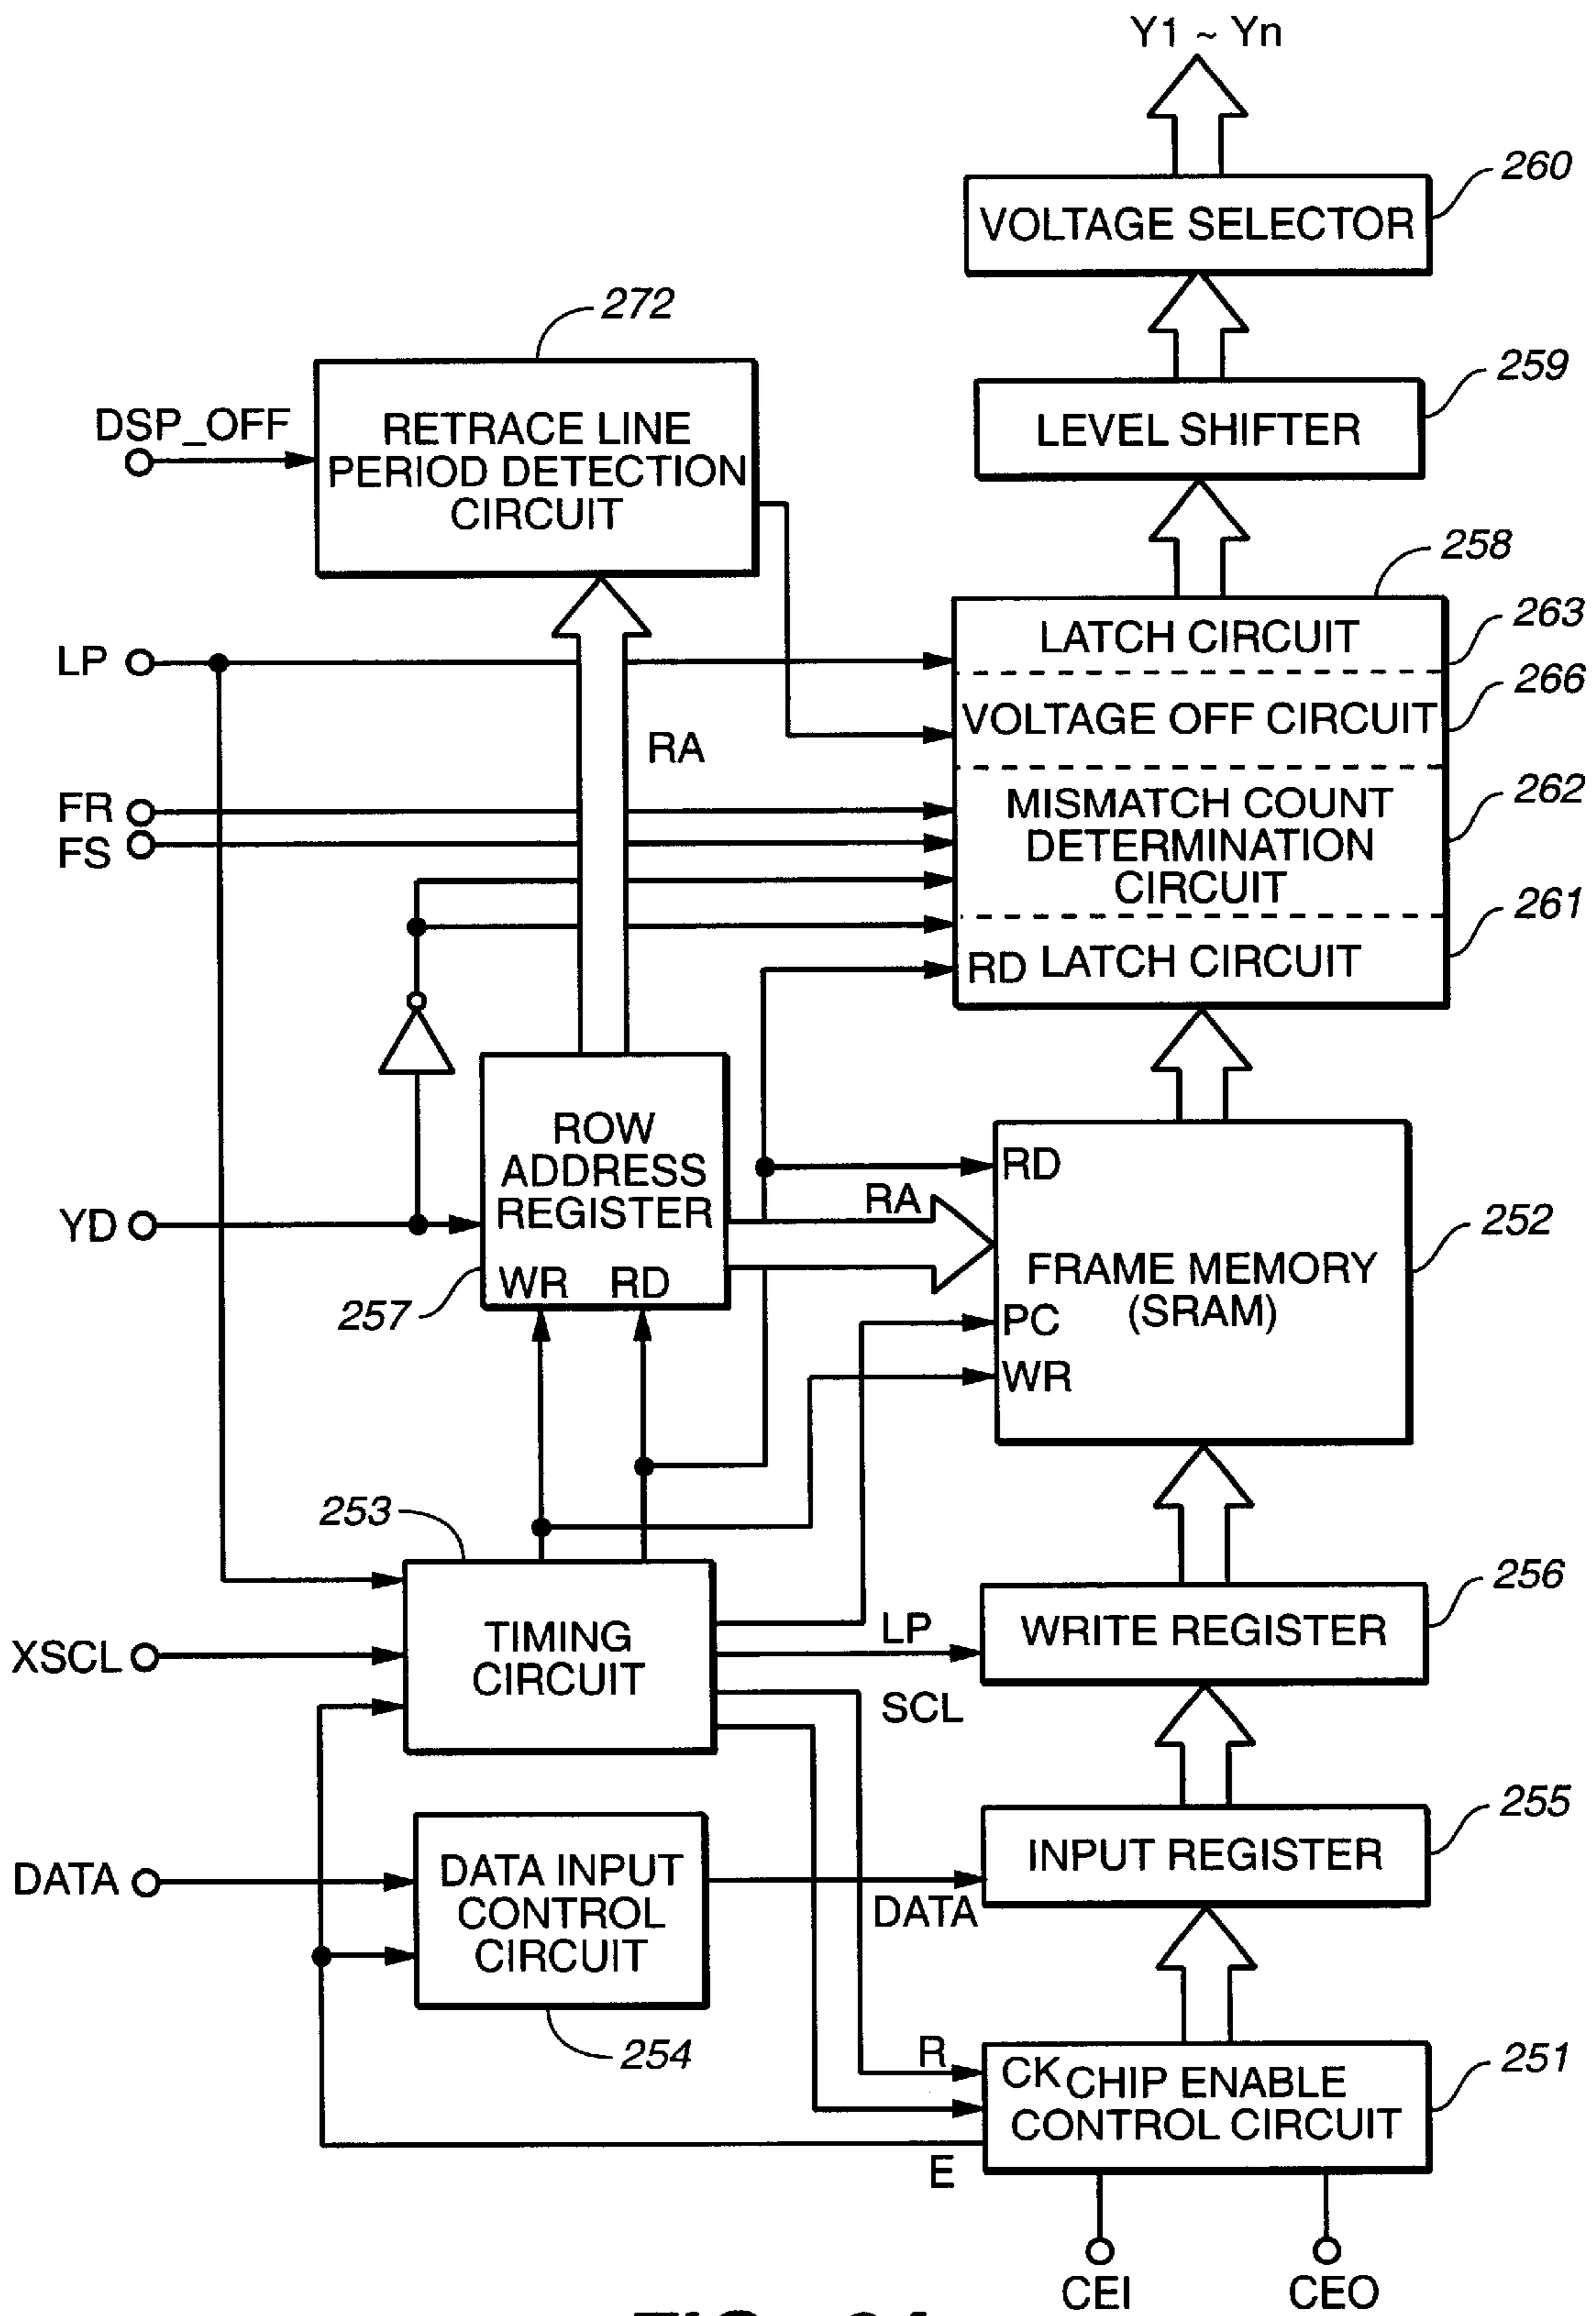 Y1 ~ Yn
260
VOLTAGE SELECTOR
272
259
DSP_OFF
RETRACE LINE
PERIOD DETECTION
CIRCUIT
LEVEL SHIFTER
258
263
LP
LATCH CIRCUIT
266
VOLTAGE OFF CIRCUIT
RA
262
FR
FS
MISMATCH COUNT
DETERMINATION
CIRCUIT
261
RD LATCH CIRCUIT
ROW
ADDRESS
REGISTER
WR RD
257
YD
RA
RD
252
FRAME MEMORY
(SRAM)
PC
WR
253
256
XSCL
TIMING
CIRCUIT
LP
WRITE REGISTER
SCL
255
DATA
DATA INPUT
CONTROL
CIRCUIT
INPUT REGISTER
DATA
254
R
251
CK CHIP ENABLE
CONTROL CIRCUIT
E
CEI
CEO